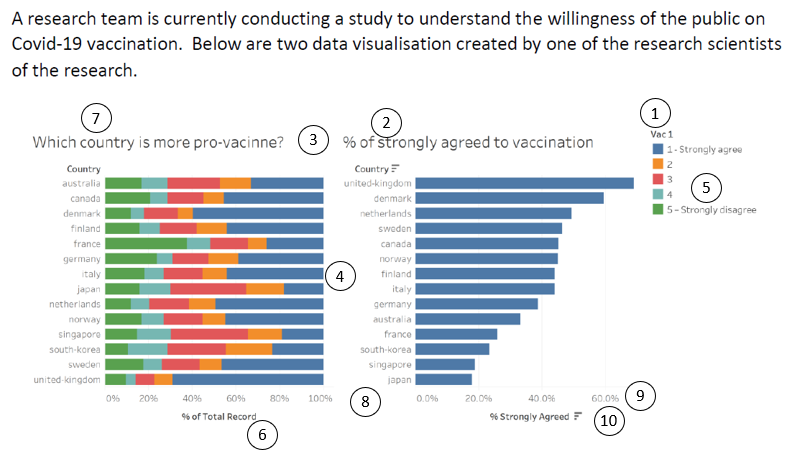 A research team is currently conducting a study to understand the willingness of the public on
Covid-19 vaccination.  Below are two data visualisation created by one of the research scientists
of the research.
7
2
1
Which country is more pro-vacinne?
3
% of strongly agreed to vaccination
Vac 1
1 - Strongly agree
2
3
4
5 - Strongly disagree
5
Country
australia
canada
denmark
finland
france
germany
italy
japan
netherlands
norway
singapore
south-korea
sweden
united-kingdom
0% 20% 40% 60% 80% 100%
% of Total Record
6
4
8
Country
united-kingdom
denmark
netherlands
sweden
canada
norway
finland
italy
germany
australia
france
south-korea
singapore
japan
0.0% 20.0% 40.0% 60.0%
9
% Strongly Agreed
10